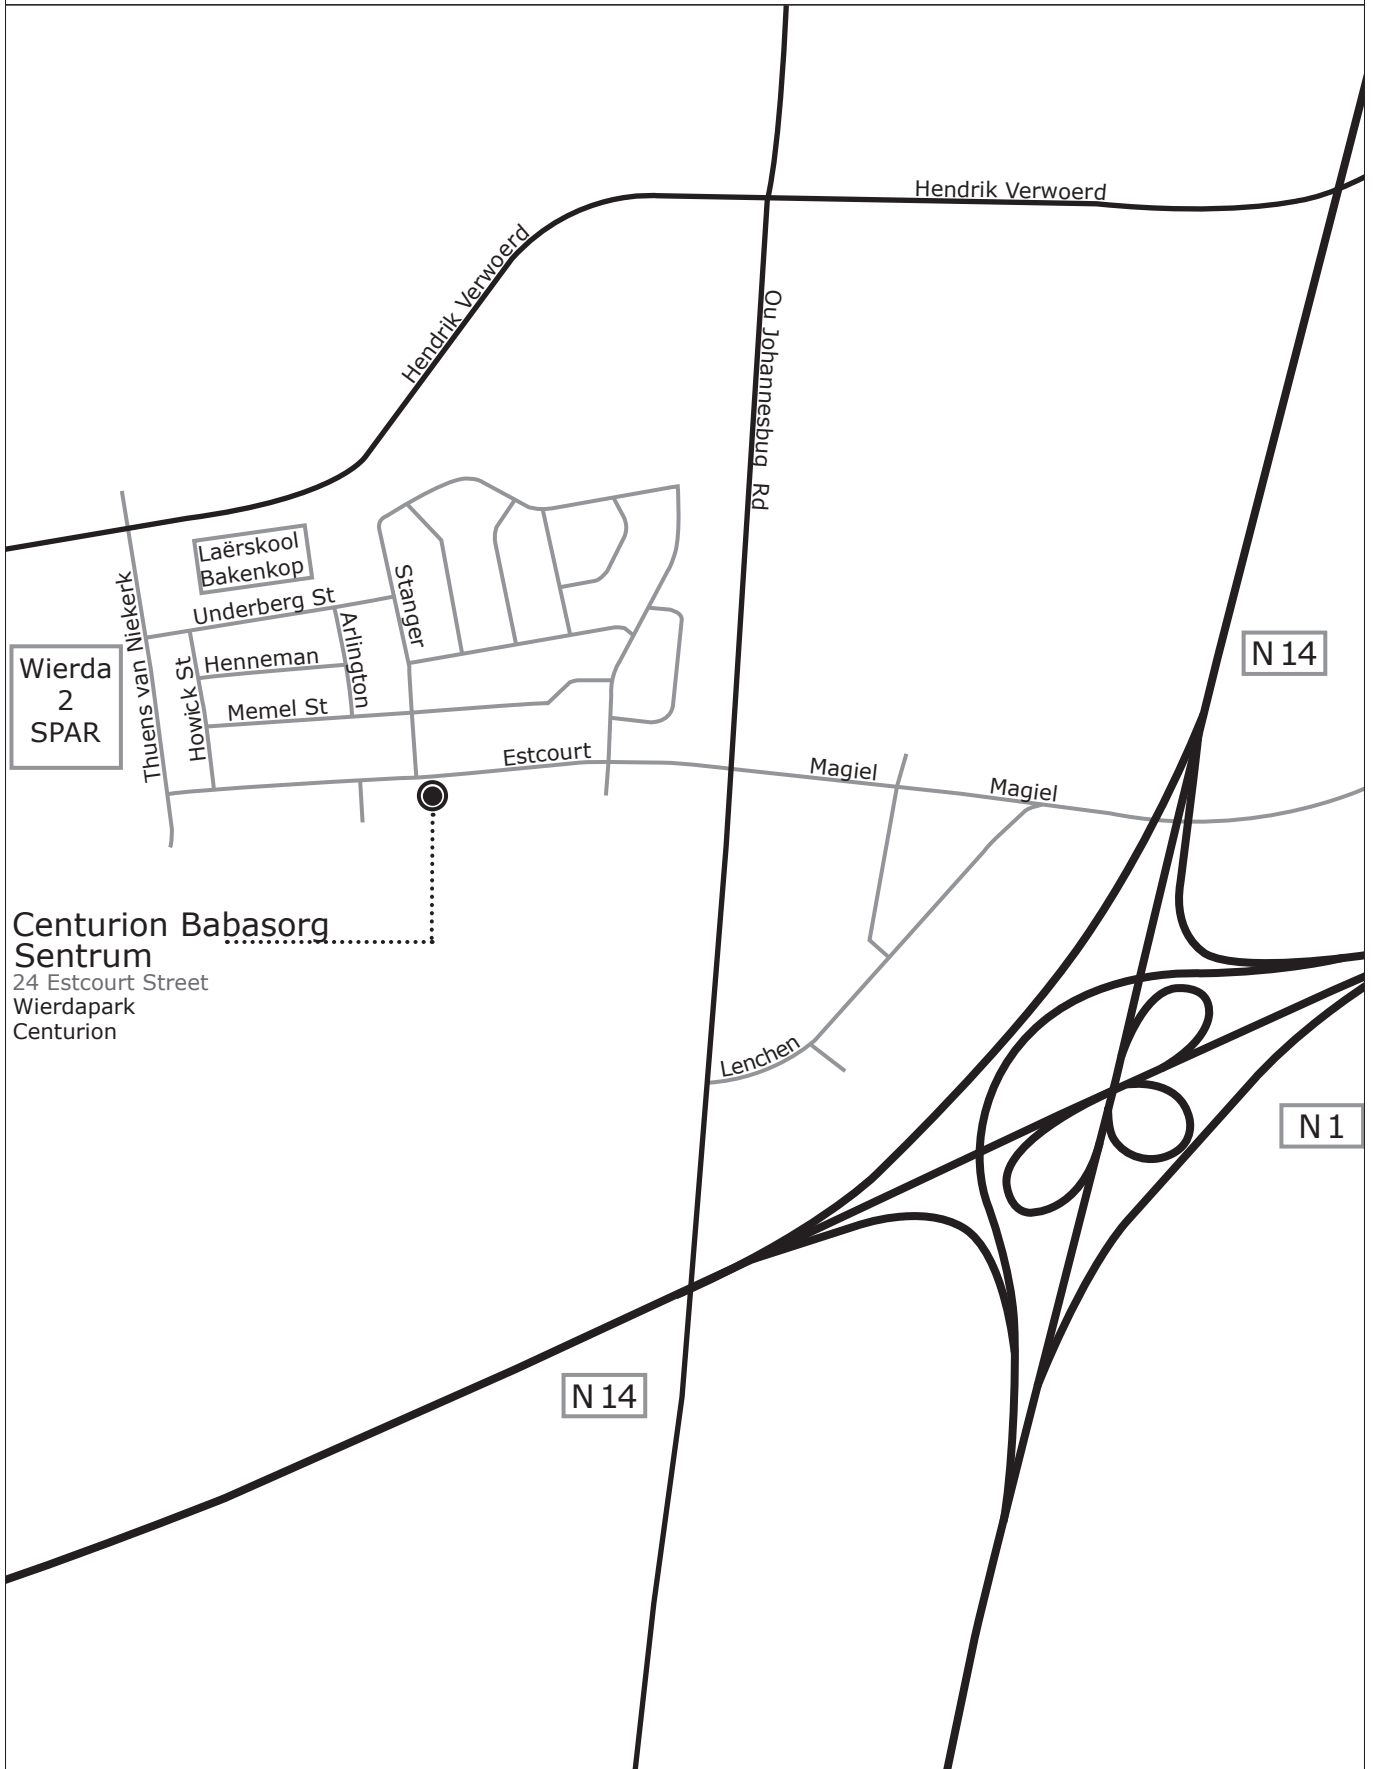 Hendrik Verwoerd
Hendrik Verwoerd
Ou Johannesbug Rd
Laërskool
Bakenkop
Thuens van Niekerk
Underberg St
Stanger
Arlington
Henneman
Howick St
Memel St
Wierda
2
SPAR
N 14
Estcourt
Magiel
Magiel
Centurion Babasorg
Sentrum
24 Estcourt Street
Wierdapark
Centurion
Lenchen
N 1
N 14